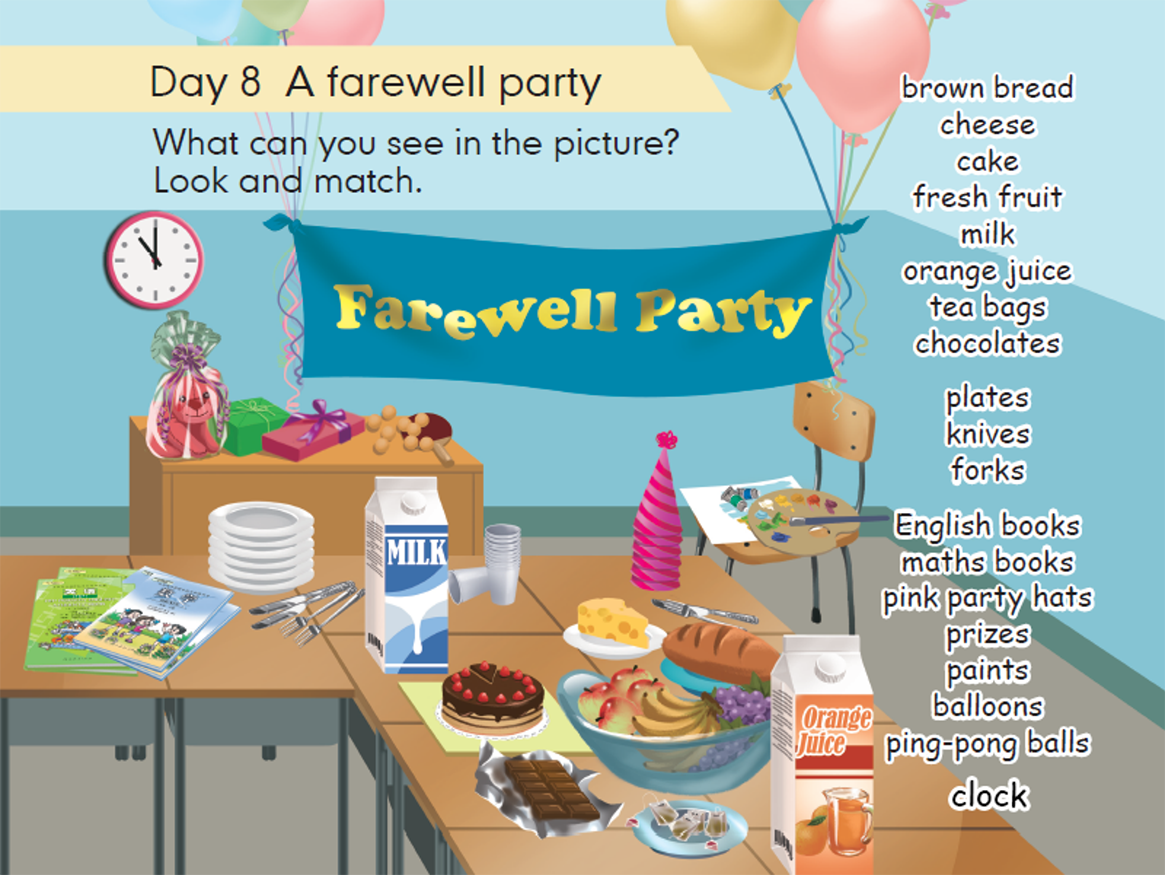 Day 8 A farewell party
What can you see in the picture?
Look and match.
Farewell Party
MILK
Orange
Juice
brown bread
cheese
cake
fresh fruit
milk
orange juice
tea bags
chocolates
plates
knives
forks
English books
maths books
pink party hats
prizes
paints
balloons
ping-pong balls
clock